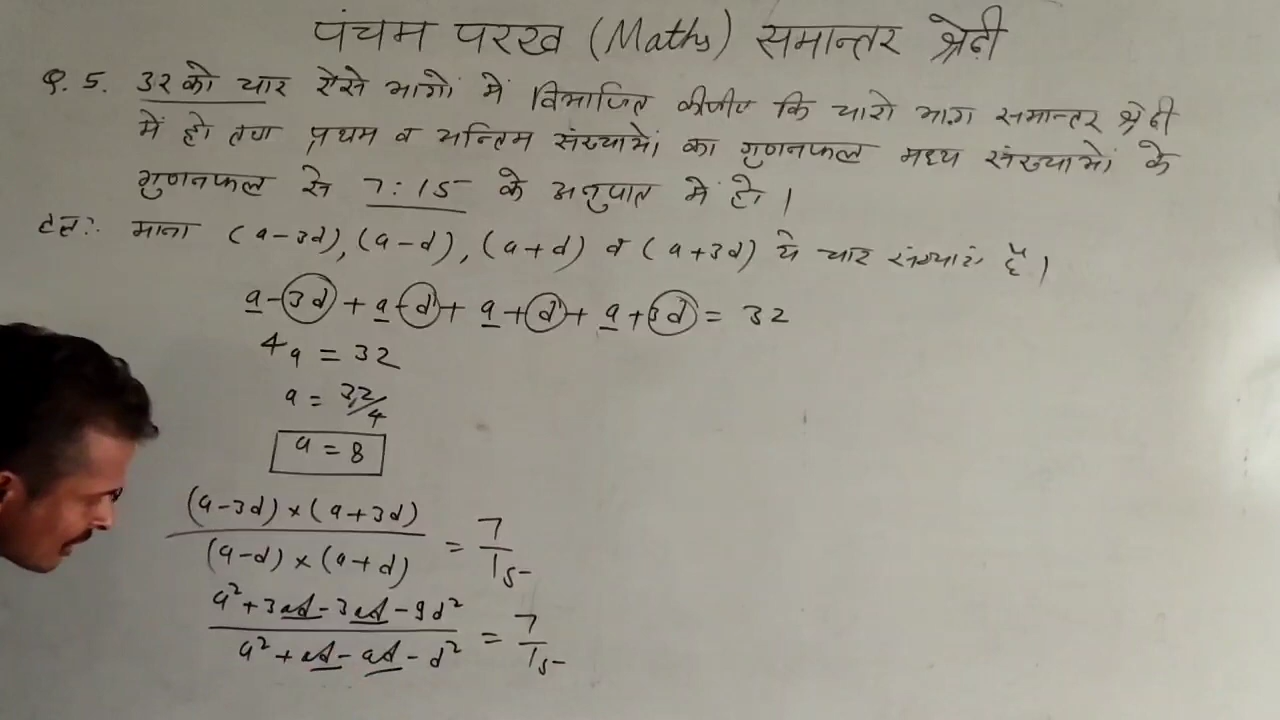 पंचम परख (Maths) समान्तर श्रेढ़ी
Q. 5. 32 को चार ऐसे भागों में विभाजित कीजीए कि चारो भाग समान्तर श्रेढी
में हो तथा प्रथम व अन्तिम संख्याओं का गुणनफल मध्य संख्याओं के
गुणनफल से 7:15 के अनुपात में हो।
हल:- माना (a-3d), (a-d), (a+d) व (a+3d) ये चार संख्याएं है।
a-3d + a-d + a+d + a+3d = 32
4a = 32
a = 32/4
a = 8
(a-3d)×(a+3d) / (a-d)×(a+d) = 7/15
a²+3ad-3ad-9d² / a²+ad-ad-d² = 7/15